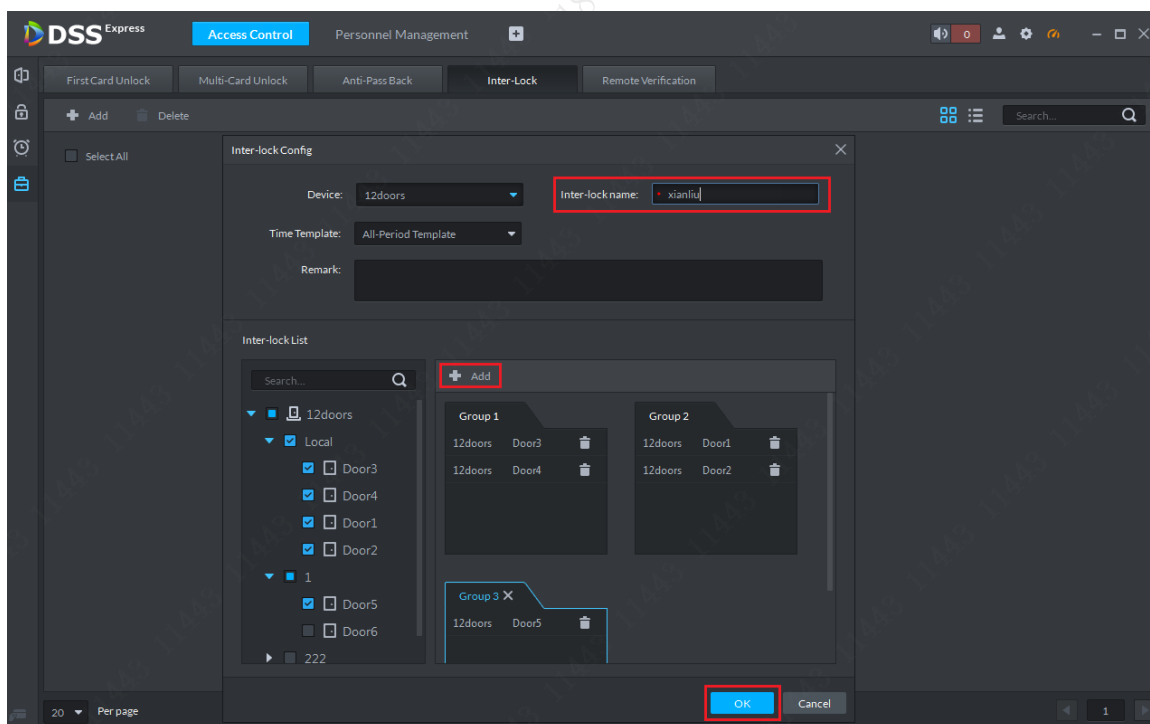 DSS Express Access Control Personnel Management 0
First Card Unlock Multi-Card Unlock Anti-Pass Back Inter-Lock Remote Verification
Add Delete Search...
Select All
Inter-lock Config
Device: 12doors Inter-lock name: * xianliu
Time Template: All-Period Template
Remark:
Inter-lock List
Search... Add
12doors
Local
Door3
Door4
Door1
Door2
1
Door5
Door6
222
Group 1
12doors Door3
12doors Door4
Group 2
12doors Door1
12doors Door2
Group 3
12doors Door5
OK Cancel
20 Per page 1